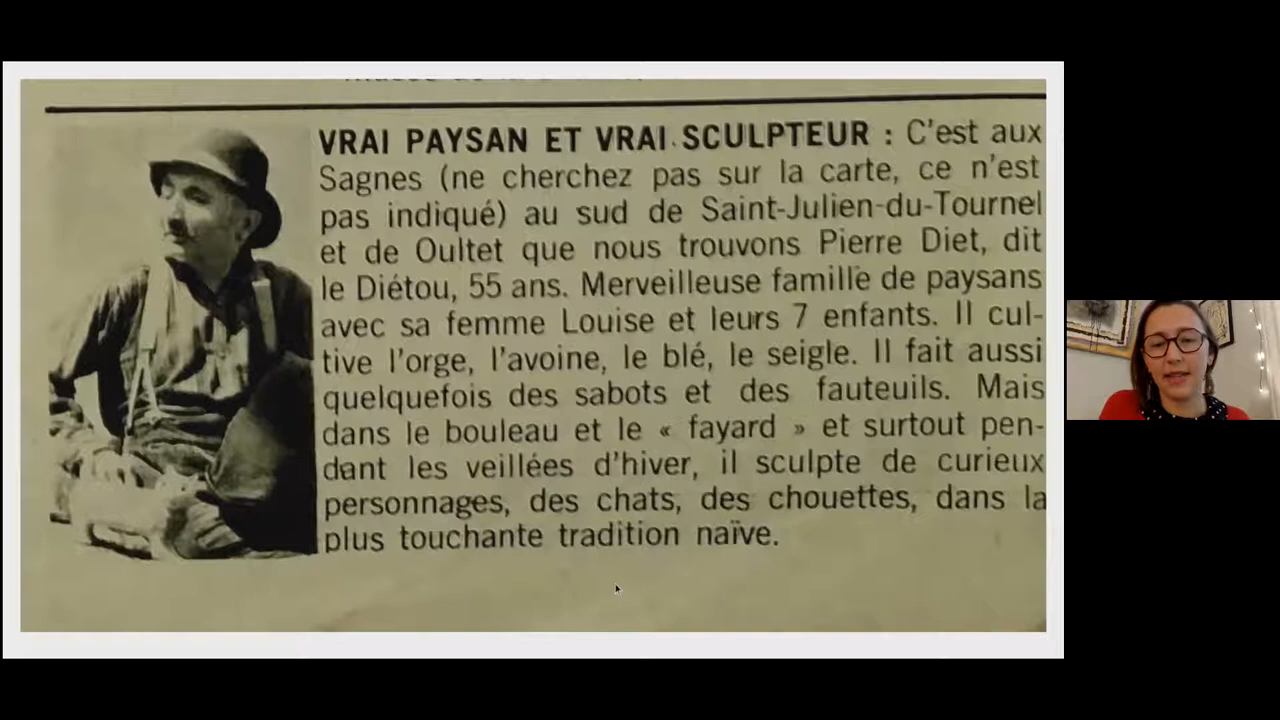 VRAI PAYSAN ET VRAI SCULPTEUR : C'est aux
Sagnes (ne cherchez pas sur la carte, ce n'est
pas indiqué) au sud de Saint-Julien-du-Tournel
et de Oultet que nous trouvons Pierre Diet, dit
le Diétou, 55 ans. Merveilleuse famille de paysans
avec sa femme Louise et leurs 7 enfants. Il cul-
tive l'orge, l'avoine, le blé, le seigle. Il fait aussi
quelquefois des sabots et des fauteuils. Mais
dans le bouleau et le « fayard » et surtout pen-
dant les veillées d'hiver, il sculpte de curieux
personnages, des chats, des chouettes, dans la
plus touchante tradition naïve.